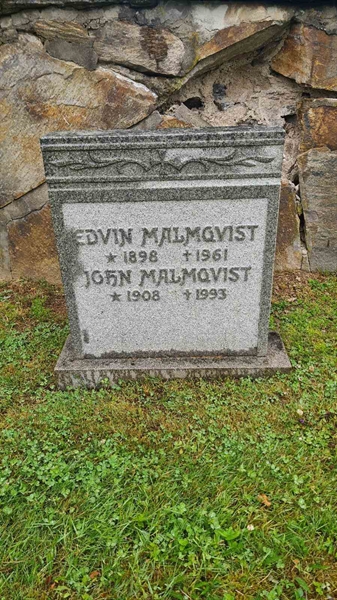 EDVIN MALMQVIST
* 1898 † 1961
JOHN MALMQVIST
* 1908 † 1993